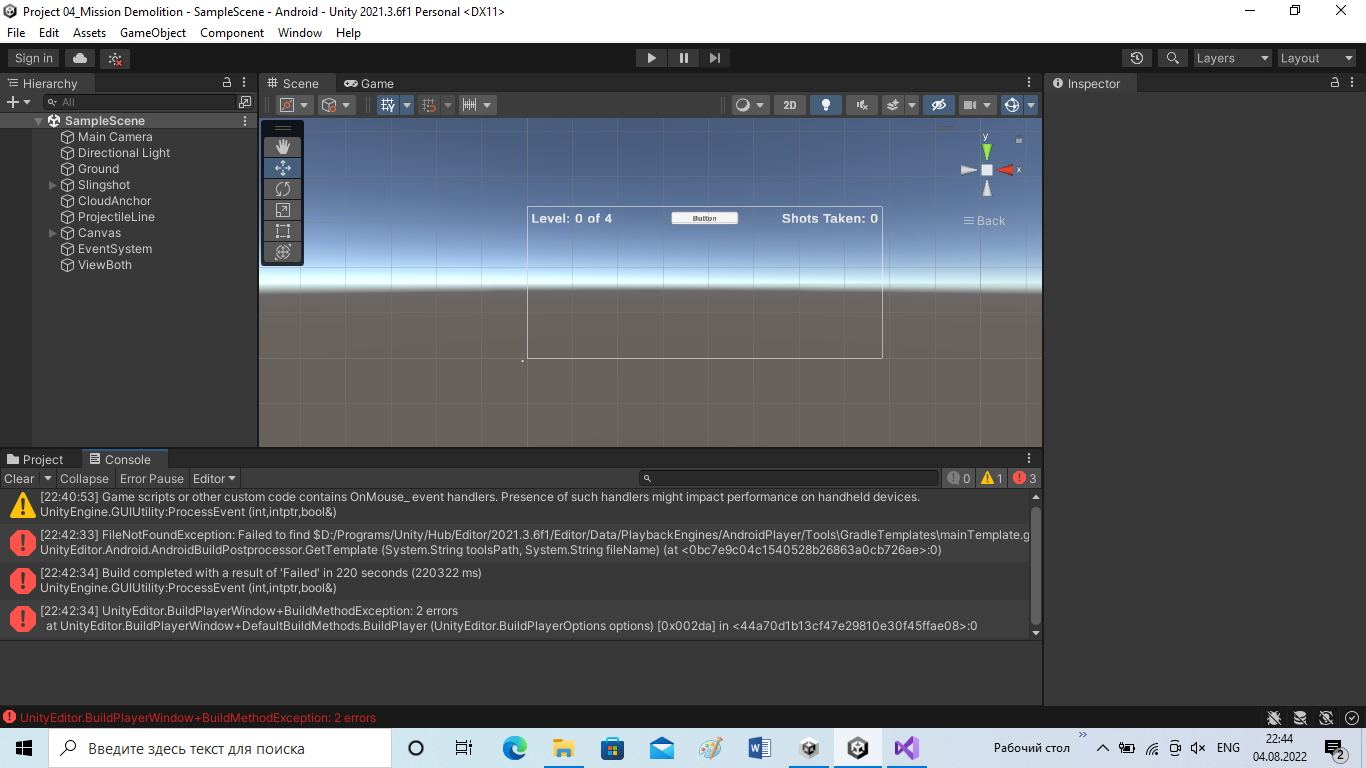 Project 04_Mission Demolition - SampleScene - Android - Unity 2021.3.6f1 Personal <DX11>
File Edit Assets GameObject Component Window Help
Sign in
Layers Layout
Hierarchy
All
SampleScene
Main Camera
Directional Light
Ground
Slingshot
CloudAnchor
ProjectileLine
Canvas
EventSystem
ViewBoth
Scene Game
2D
Level: 0 of 4 Button Shots Taken: 0
y
x
Back
Inspector
Project Console
Clear Collapse Error Pause Editor
0 1 3
[22:40:53] Game scripts or other custom code contains OnMouse_ event handlers. Presence of such handlers might impact performance on handheld devices.
UnityEngine.GUIUtility:ProcessEvent (int,intptr,bool&)
[22:42:33] FileNotFoundException: Failed to find $D:/Programs/Unity/Hub/Editor/2021.3.6f1/Editor/Data/PlaybackEngines/AndroidPlayer/Tools\GradleTemplates\mainTemplate.g
UnityEditor.Android.AndroidBuildPostprocessor.GetTemplate (System.String toolsPath, System.String fileName) (at <0bc7e9c04c1540528b26863a0cb726ae>:0)
[22:42:34] Build completed with a result of 'Failed' in 220 seconds (220322 ms)
UnityEngine.GUIUtility:ProcessEvent (int,intptr,bool&)
[22:42:34] UnityEditor.BuildPlayerWindow+BuildMethodException: 2 errors
at UnityEditor.BuildPlayerWindow+DefaultBuildMethods.BuildPlayer (UnityEditor.BuildPlayerOptions options) [0x002da] in <44a70d1b13cf47e29810e30f45ffae08>:0
UnityEditor.BuildPlayerWindow+BuildMethodException: 2 errors
Введите здесь текст для поиска
Рабочий стол
ENG
22:44
04.08.2022
2